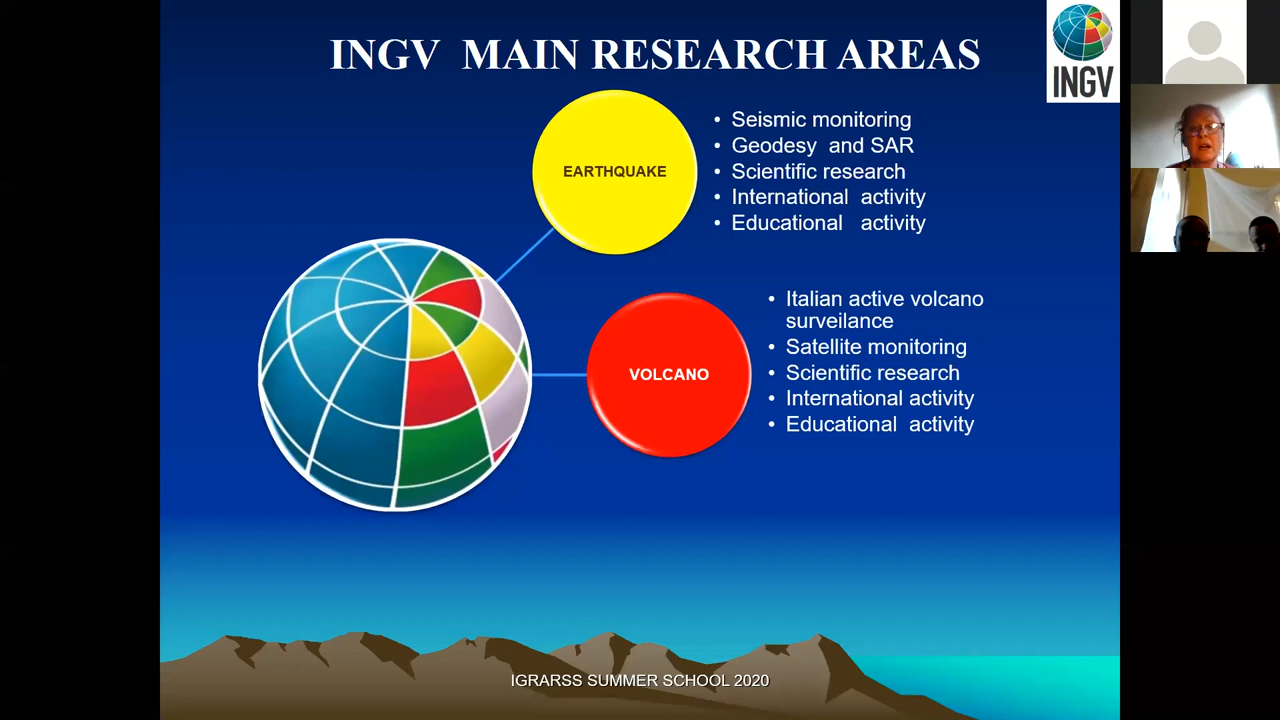 INGV MAIN RESEARCH AREAS
INGV
EARTHQUAKE
• Seismic monitoring
• Geodesy and SAR
• Scientific research
• International activity
• Educational activity
VOLCANO
• Italian active volcano
surveilance
• Satellite monitoring
• Scientific research
• International activity
• Educational activity
IGRARSS SUMMER SCHOOL 2020